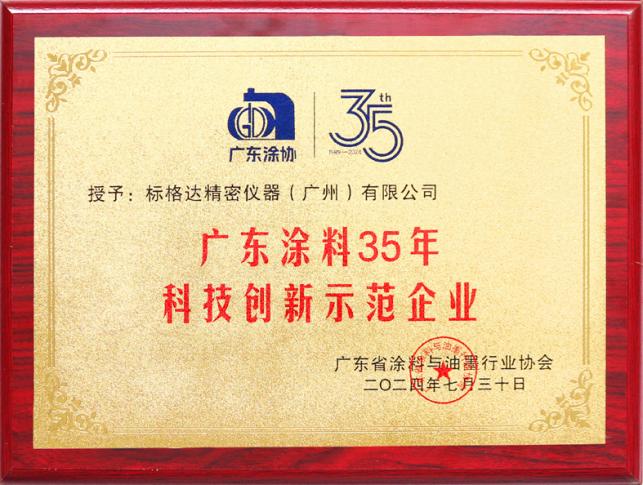 GDI
广东涂协
35th
1989—2024
授予：标格达精密仪器（广州）有限公司
广东涂料35年
科技创新示范企业
广东省涂料与油墨行业协会
二〇二四年七月三十日